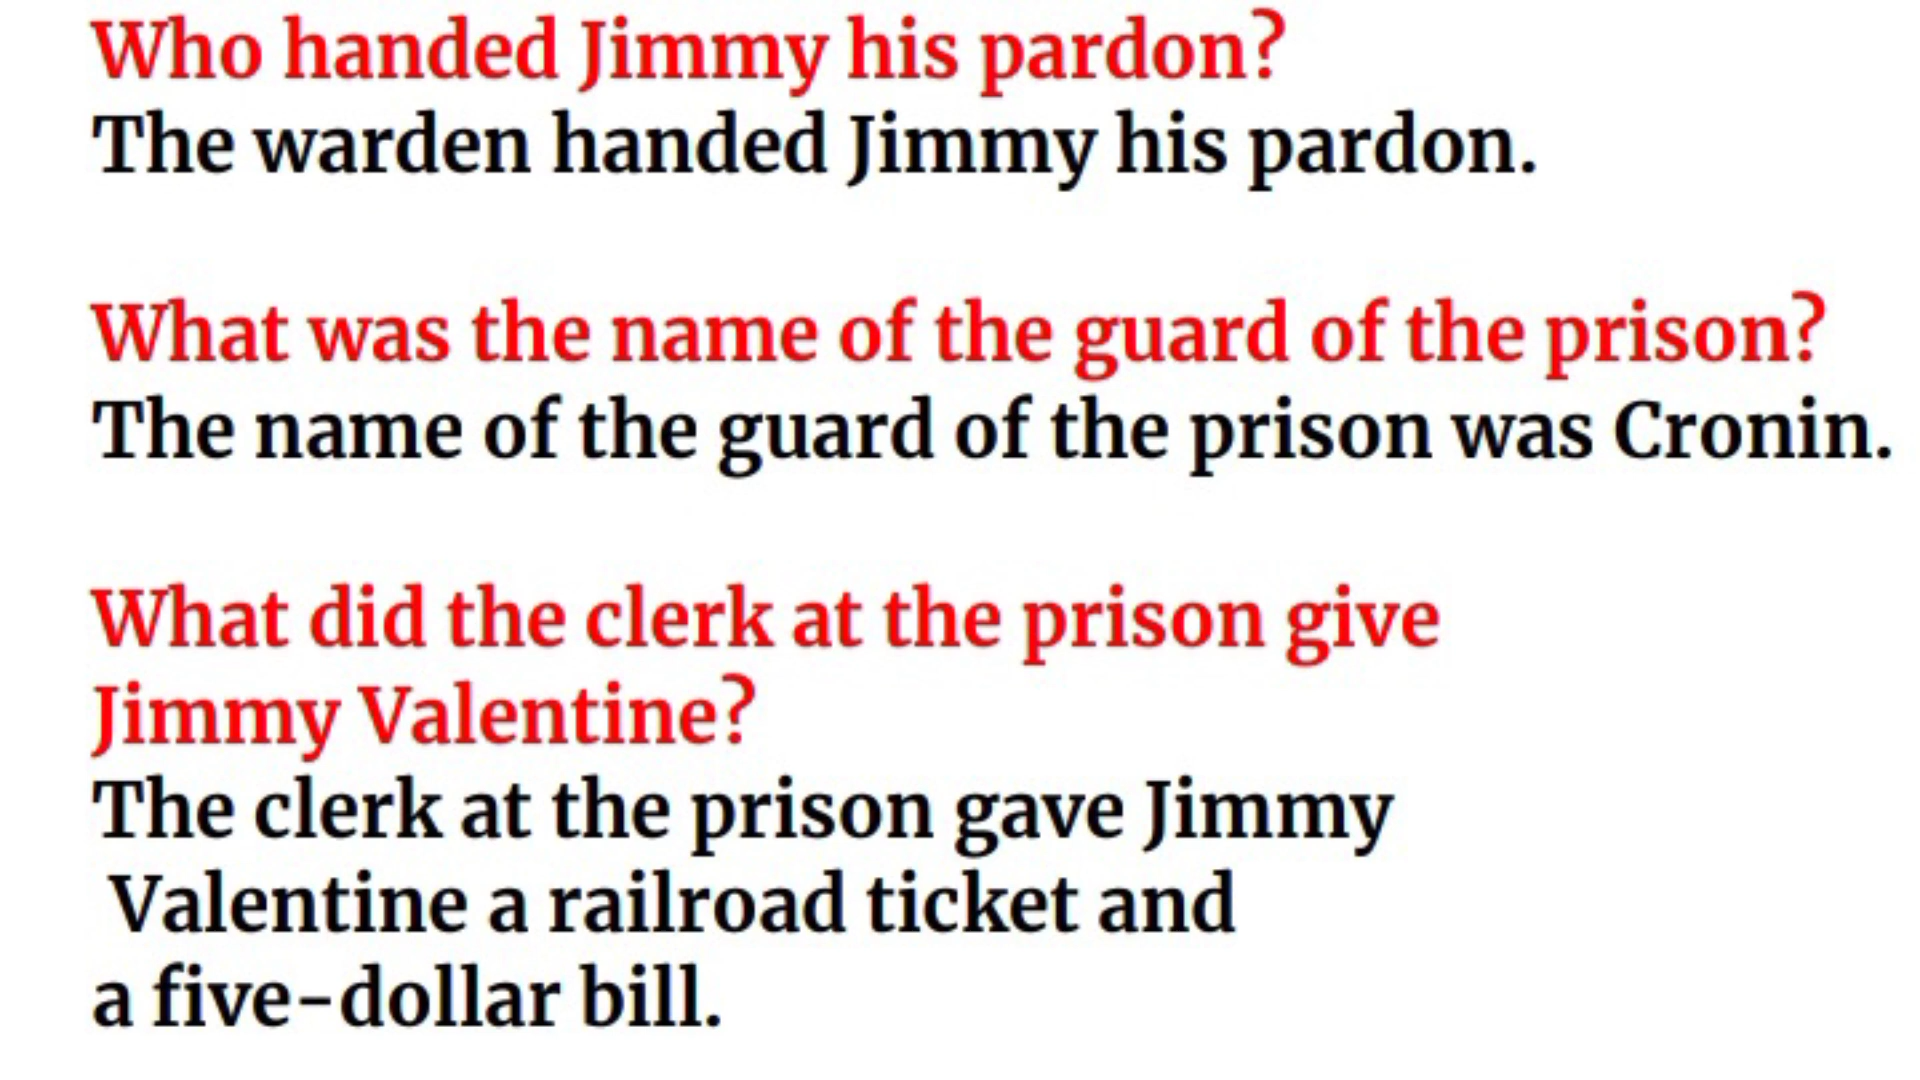 Who handed Jimmy his pardon?
The warden handed Jimmy his pardon.
What was the name of the guard of the prison?
The name of the guard of the prison was Cronin.
What did the clerk at the prison give
Jimmy Valentine?
The clerk at the prison gave Jimmy
Valentine a railroad ticket and
a five-dollar bill.